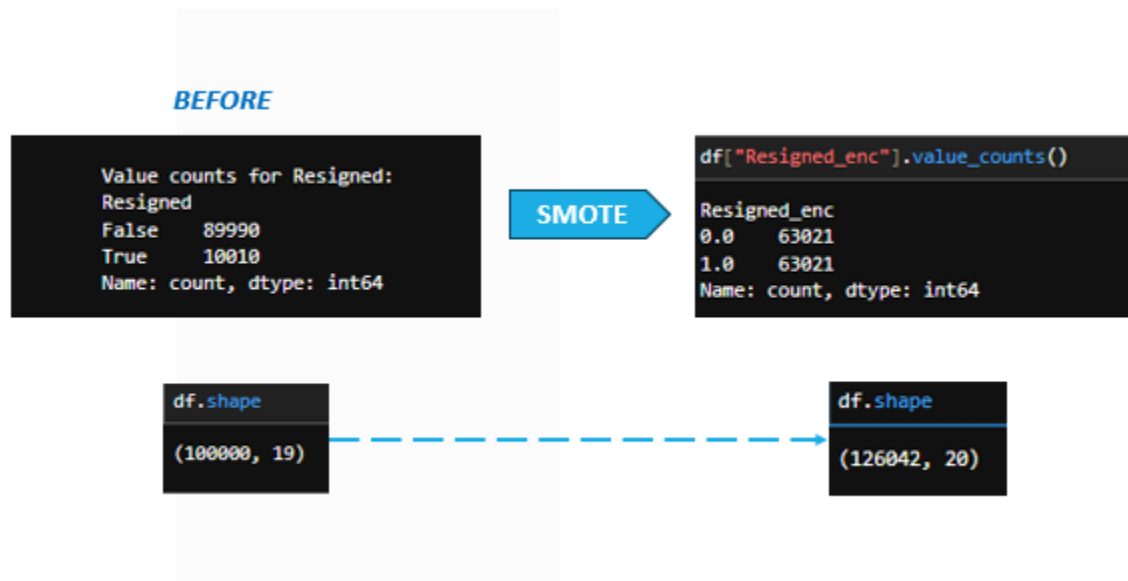 BEFORE
Value counts for Resigned:
Resigned
False    89990
True     10010
Name: count, dtype: int64
SMOTE
df["Resigned_enc"].value_counts()
Resigned_enc
0.0    63021
1.0    63021
Name: count, dtype: int64
df.shape
(100000, 19)
df.shape
(126042, 20)